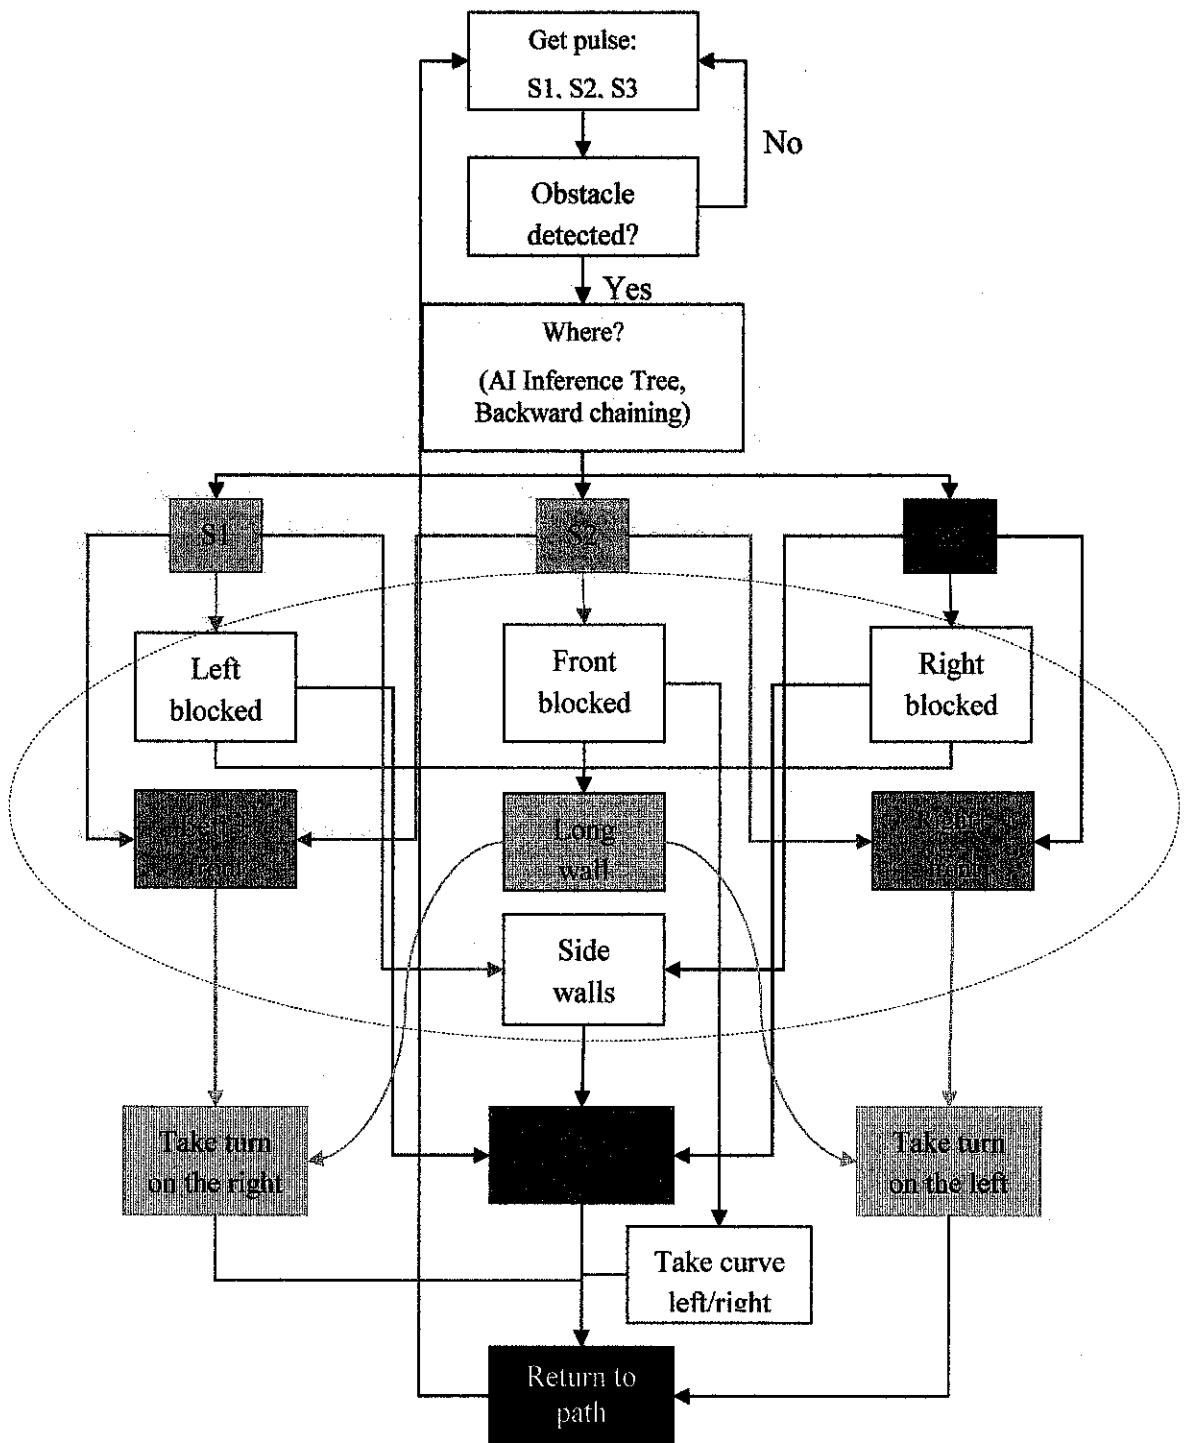 Get pulse:
S1, S2, S3
No
Obstacle
detected?
Yes
Where?
(AI Inference Tree,
Backward chaining)
S1
S2
Left
blocked
Front
blocked
Right
blocked
Long
wall
Right
front
Side
walls
Take turn
on the right
Take turn
on the left
Take curve
left/right
Return to
path